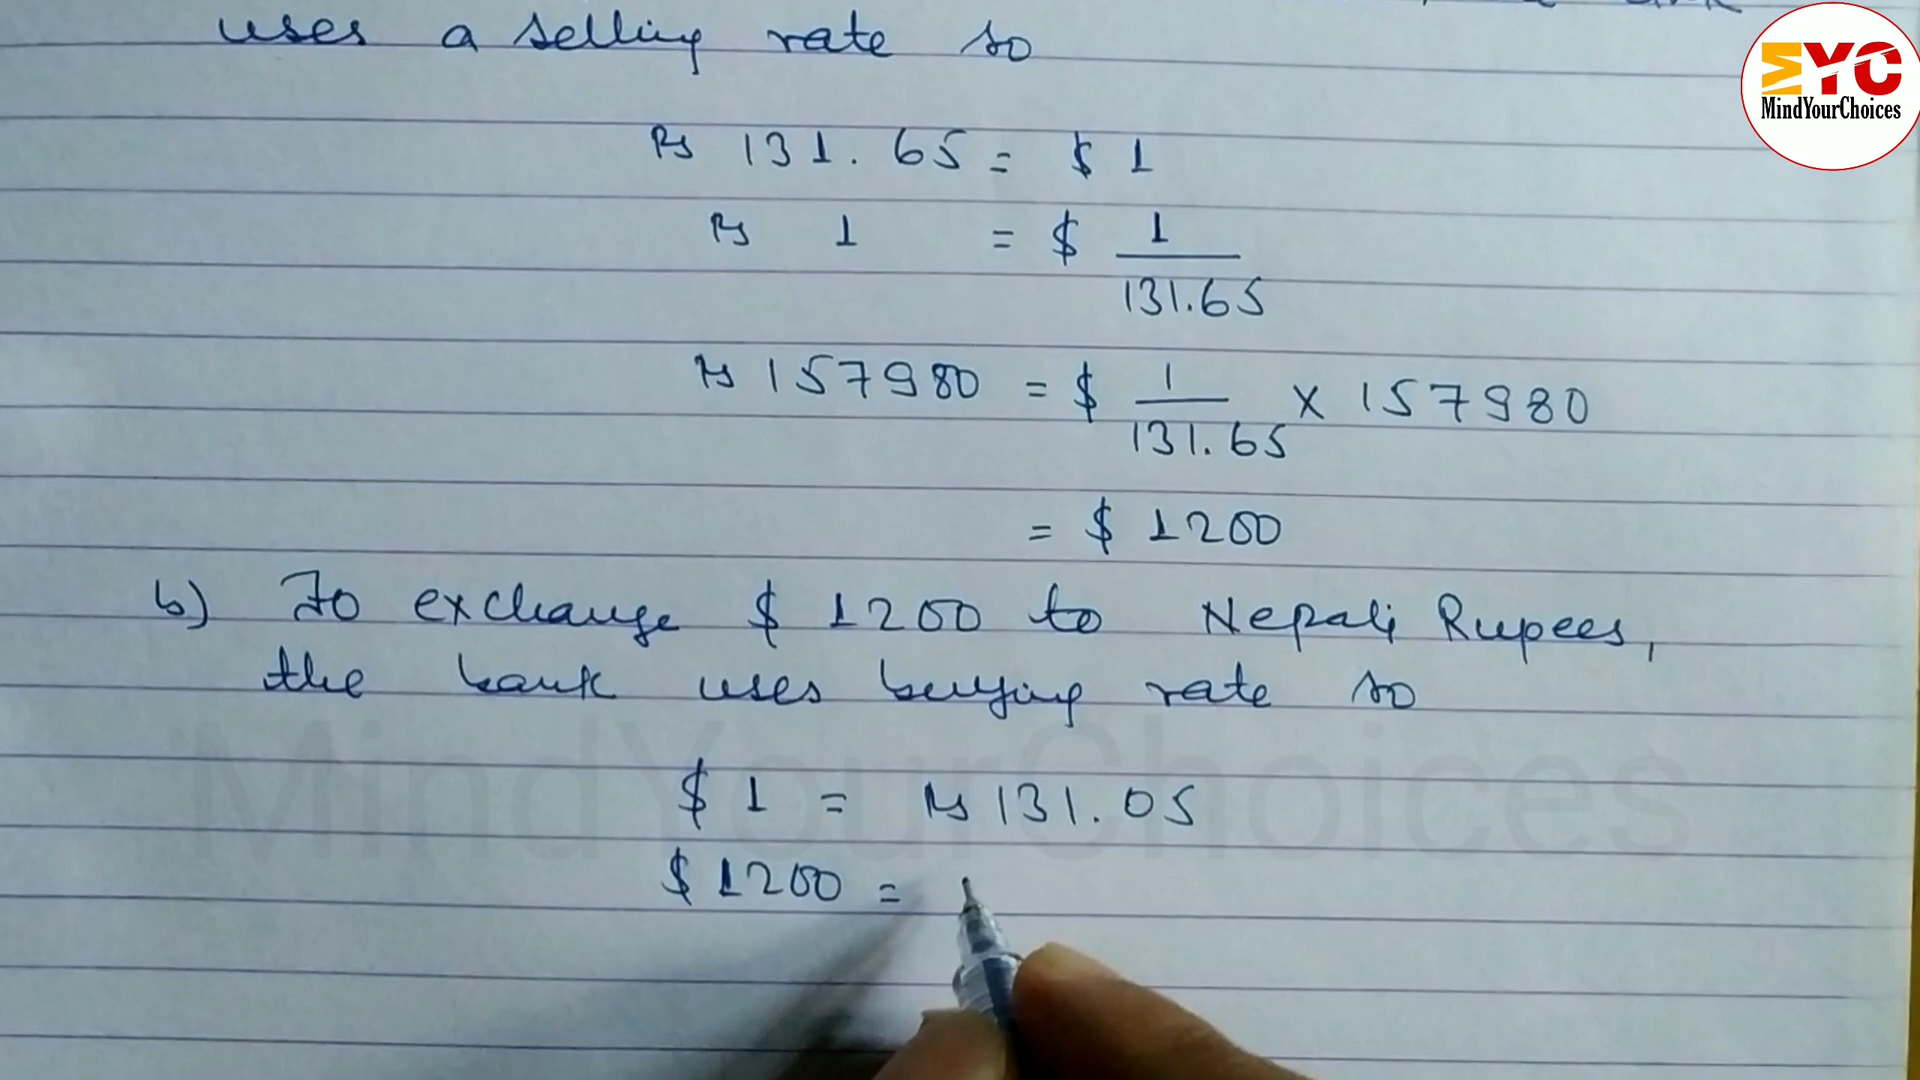 uses a selling rate so
MYC
MindYourChoices
Rs 131.65 = $ 1
Rs 1 = $ 1
131.65
Rs 157980 = $ 1 × 157980
131.65
= $ 1200
b) To exchange $ 1200 to Nepali Rupees,
the bank uses buying rate so
MindYourChoices
$ 1 = Rs 131.05
$ 1200 =